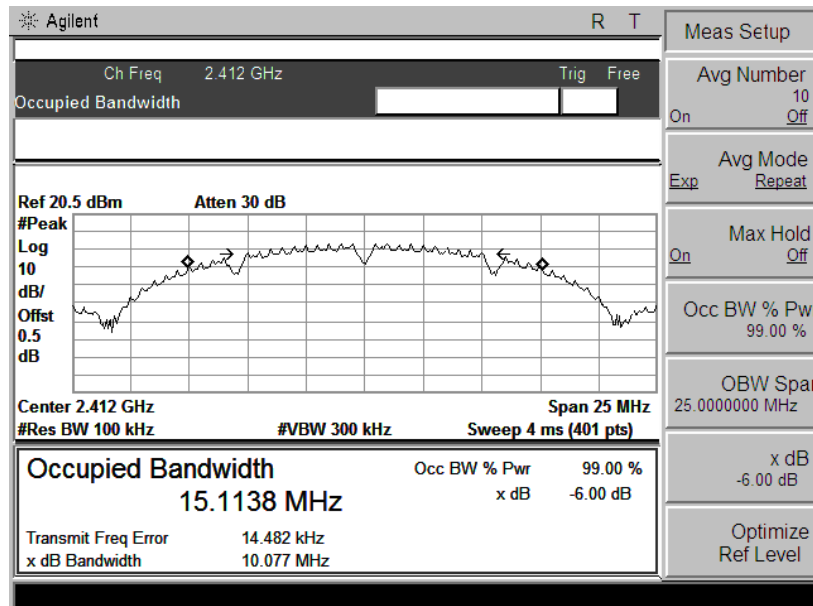 Agilent R T
Ch Freq 2.412 GHz Trig Free
Occupied Bandwidth
Ref 20.5 dBm Atten 30 dB
#Peak
Log
10
dB/
Offst
0.5
dB
Center 2.412 GHz Span 25 MHz
#Res BW 100 kHz #VBW 300 kHz Sweep 4 ms (401 pts)
Occupied Bandwidth Occ BW % Pwr 99.00 %
15.1138 MHz x dB -6.00 dB
Transmit Freq Error 14.482 kHz
x dB Bandwidth 10.077 MHz
Meas Setup
Avg Number
10
On Off
Avg Mode
Exp Repeat
Max Hold
On Off
Occ BW % Pw
99.00 %
OBW Spa
25.0000000 MHz
x dB
-6.00 dB
Optimize
Ref Level